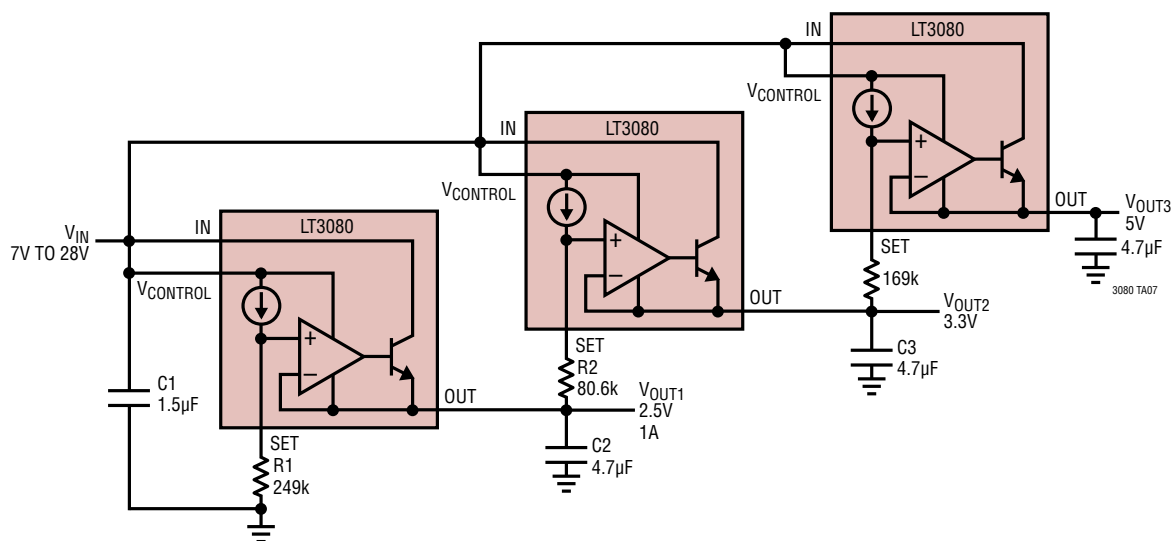 IN
LT3080
VCONTROL
+
−
OUT
VOUT3
5V
4.7µF
SET
169k
3080 TA07
IN
LT3080
VCONTROL
+
−
OUT
VOUT2
3.3V
SET
R2
80.6k
C3
4.7µF
VIN
7V TO 28V
IN
LT3080
VCONTROL
+
−
OUT
VOUT1
2.5V
1A
C1
1.5µF
SET
R1
249k
C2
4.7µF